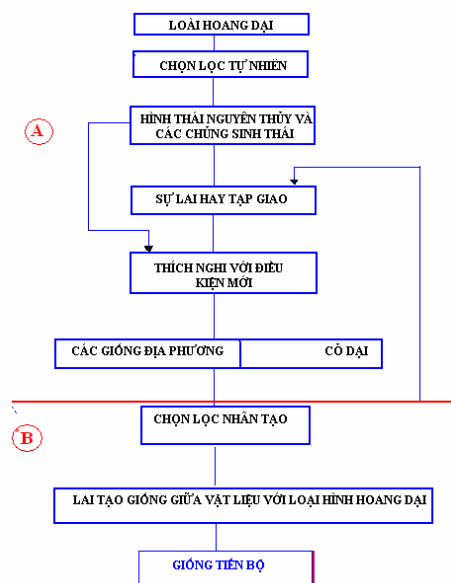 LOÀI HOANG DẠI
CHỌN LỌC TỰ NHIÊN
A
HÌNH THÁI NGUYÊN THỦY VÀ
CÁC CHỦNG SINH THÁI
SỰ LAI HAY TẠP GIAO
THÍCH NGHI VỚI ĐIỀU
KIỆN MỚI
CÁC GIỐNG ĐỊA PHƯƠNG CỎ DẠI
CHỌN LỌC NHÂN TẠO
B
LAI TẠO GIỐNG GIỮA VẬT LIỆU VỚI LOẠI HÌNH HOANG DẠI
GIỐNG TIẾN BỘ